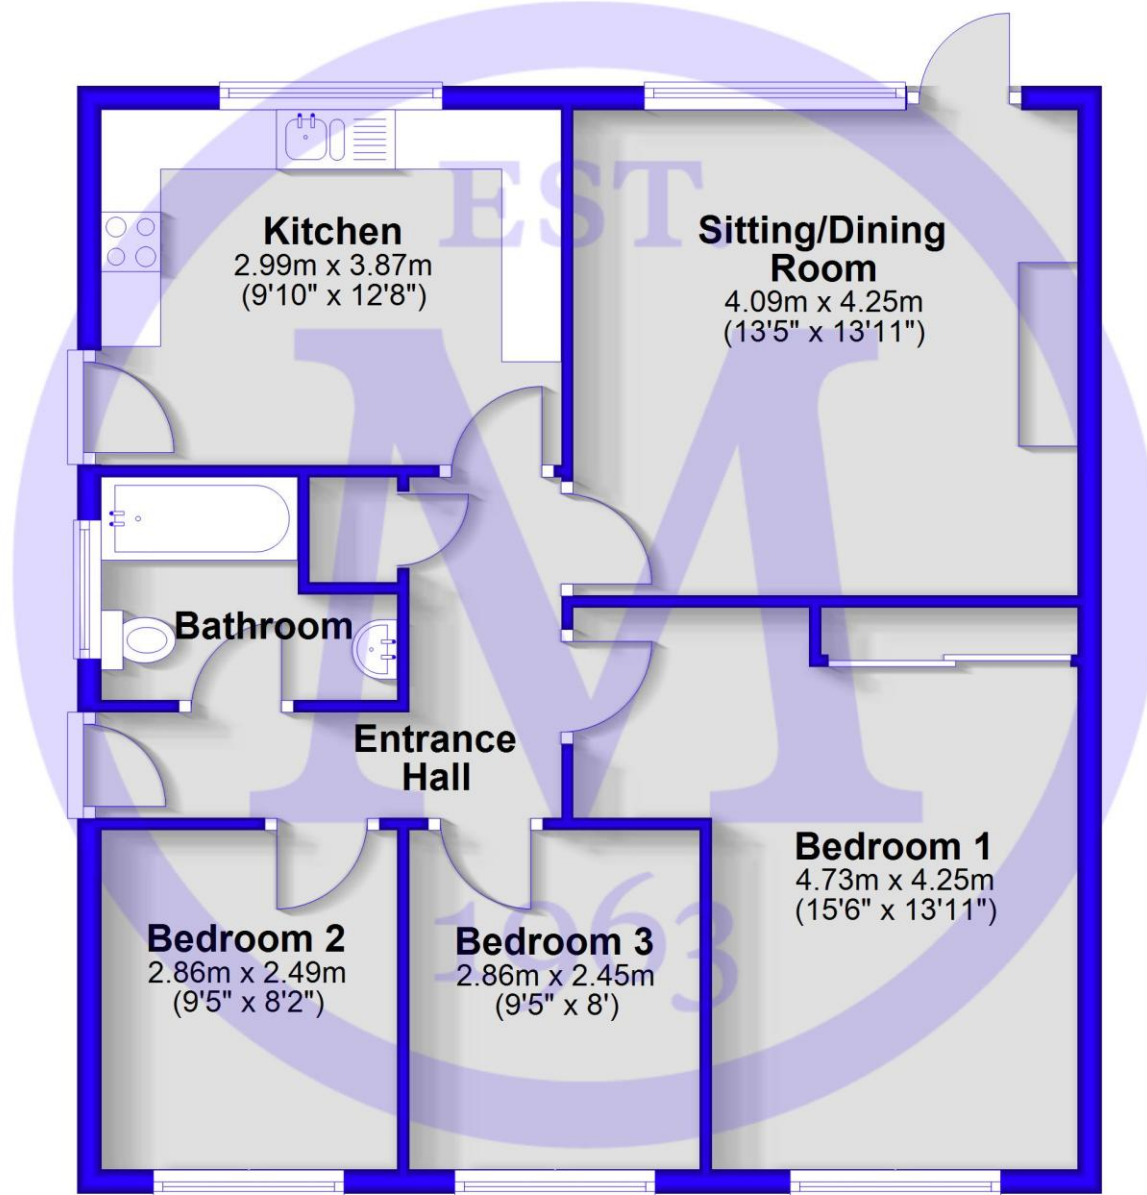 EST.
Kitchen
2.99m x 3.87m
(9'10" x 12'8")
Sitting/Dining
Room
4.09m x 4.25m
(13'5" x 13'11")
M
Bathroom
Entrance
Hall
Bedroom 1
4.73m x 4.25m
(15'6" x 13'11")
Bedroom 2
2.86m x 2.49m
(9'5" x 8'2")
Bedroom 3
2.86m x 2.45m
(9'5" x 8')
1963